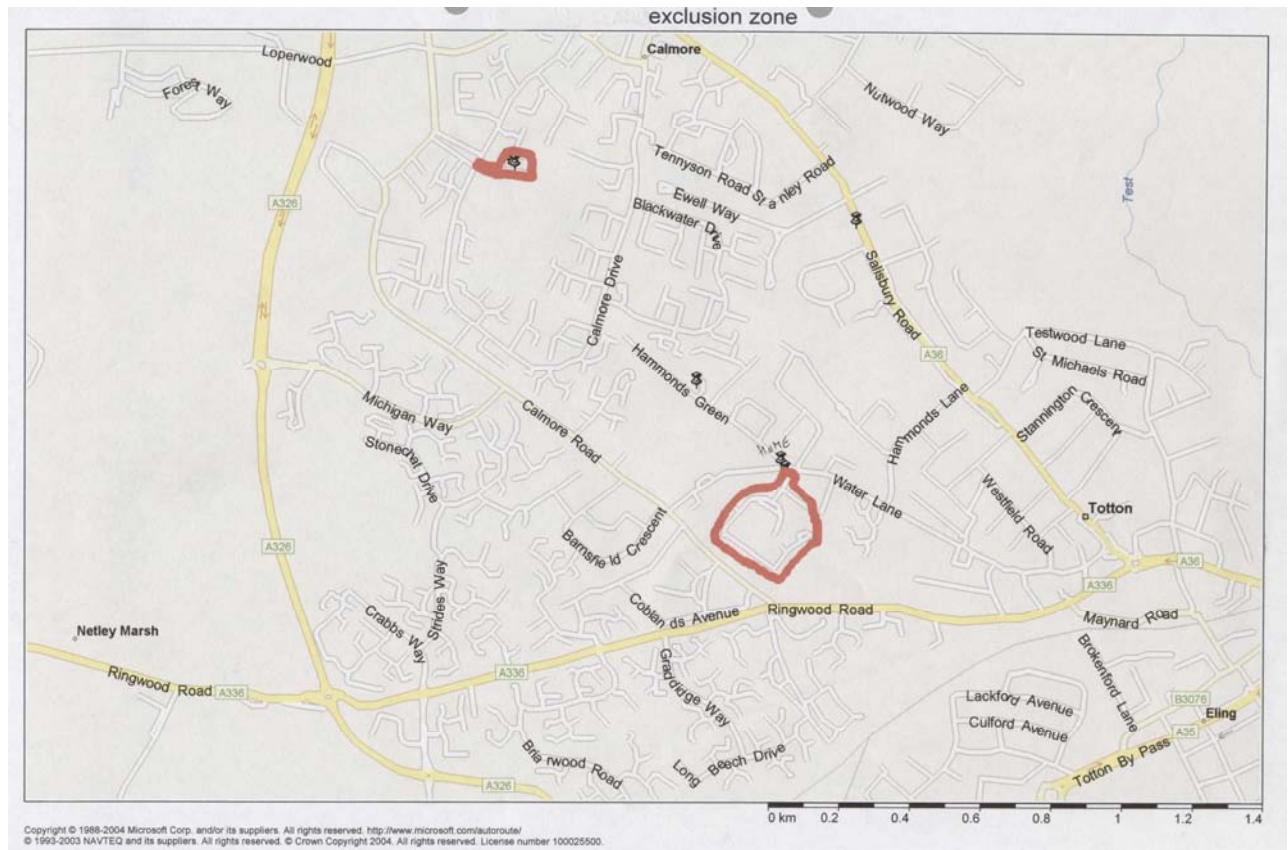 exclusion zone
Loperwood
Calmore
Forest Way
Nutwood Way
Tennyson Road
Stanley Road
Test
A326
Ewell Way
Blackwater Drive
Salisbury Road
Calmore Drive
Testwood Lane
St Michaels Road
A36
Hammonds Green
Michigan Way
Calmore Road
Hammonds Lane
Stannington Crescent
Stonechat Drive
HOME
Water Lane
Westfield Road
Totton
Barnsfield Crescent
A326
A36
A336
Strides Way
Crabbs Way
Coblands Avenue
Ringwood Road
Maynard Road
Netley Marsh
Ringwood Road
A336
A336
Graddidge Way
Brokenford Lane
Lackford Avenue
Culford Avenue
B3076
Eling
A35
Briarwood Road
Long Beech Drive
Totton By Pass
A326
0 km 0.2 0.4 0.6 0.8 1 1.2 1.4
Copyright © 1988-2004 Microsoft Corp. and/or its suppliers. All rights reserved. http://www.microsoft.com/autoroute/
© 1993-2003 NAVTEQ and its suppliers. All rights reserved. © Crown Copyright 2004. All rights reserved. License number 100025500.